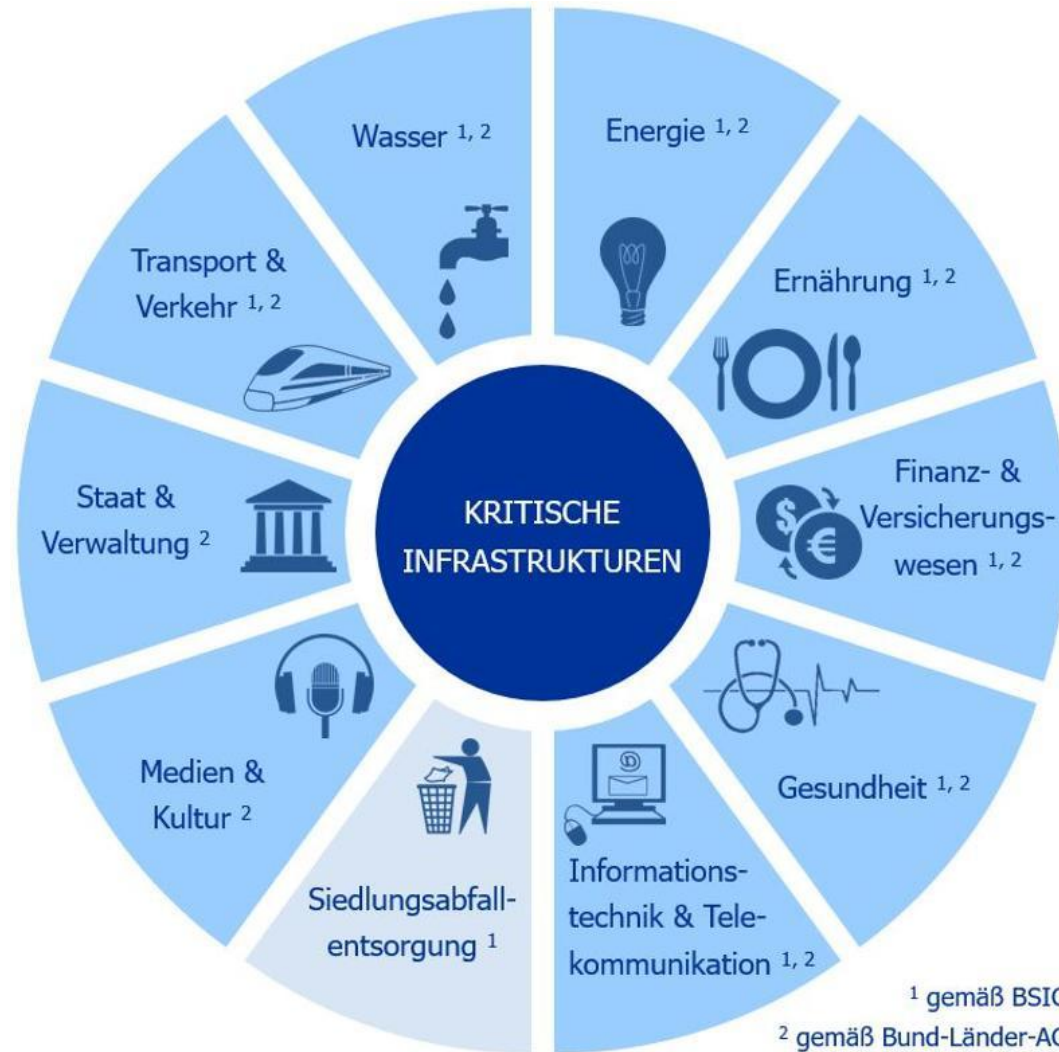 Wasser 1, 2
Energie 1, 2
Transport &
Verkehr 1, 2
Ernährung 1, 2
Staat &
Verwaltung 2
KRITISCHE
INFRASTRUKTUREN
$
€
Finanz- &
Versicherungs-
wesen 1, 2
Medien &
Kultur 2
Gesundheit 1, 2
@
Siedlungsabfall-
entsorgung 1
Informations-
technik & Tele-
kommunikation 1, 2
1 gemäß BSIG
2 gemäß Bund-Länder-AG